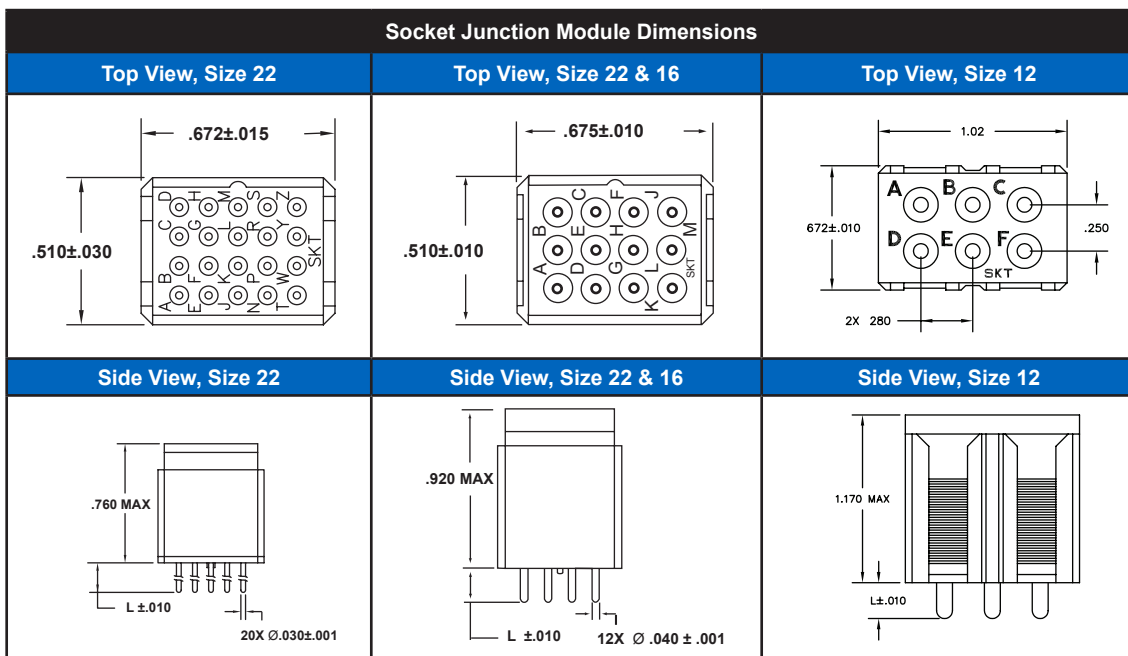 Socket Junction Module Dimensions
Top View, Size 22
Top View, Size 22 & 16
Top View, Size 12
.672±.015
.510±.030
D H M S Z
C G L R Y
B F K P W
A E J N T
SKT
.675±.010
.510±.010
B C F J
A E H M
D G L K
SKT
1.02
672±.010
A B C
D E F
SKT
.250
2X 280
Side View, Size 22
Side View, Size 22 & 16
Side View, Size 12
.760 MAX
L ±.010
20X Ø.030±.001
.920 MAX
L ±.010
12X Ø .040 ± .001
1.170 MAX
L±.010